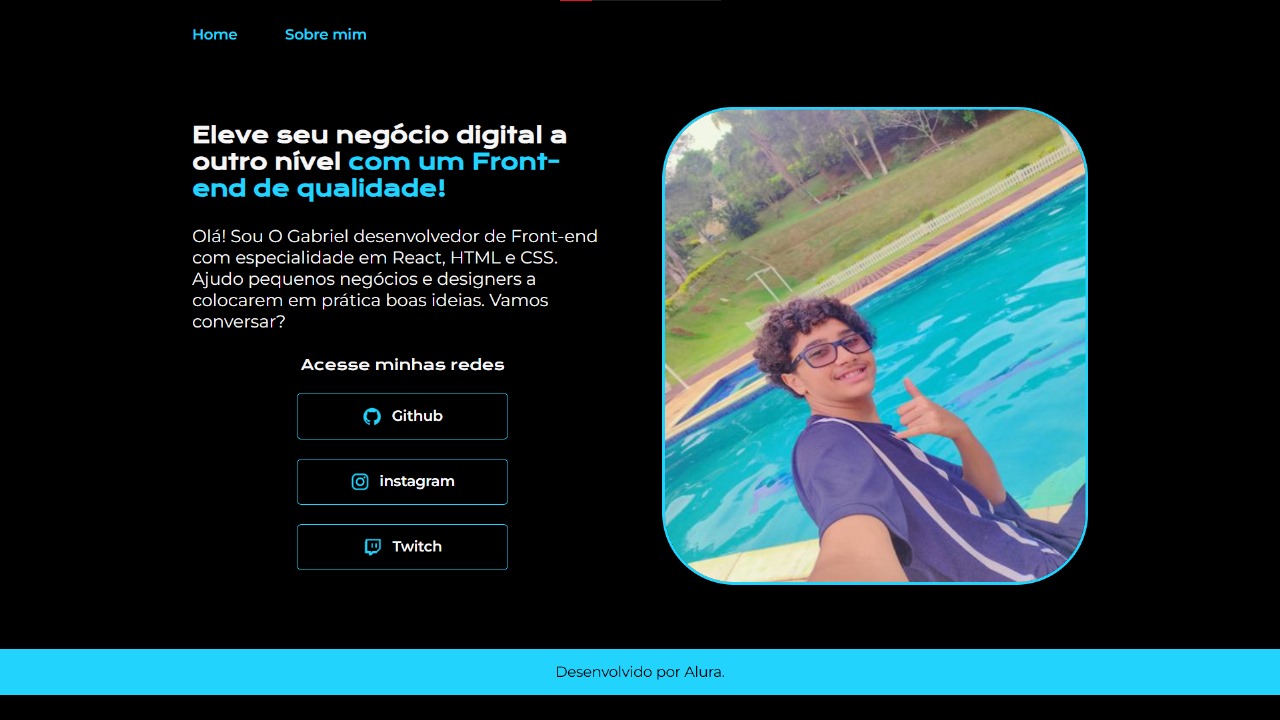 Home Sobre mim
Eleve seu negócio digital a
outro nível com um Front-
end de qualidade!
Olá! Sou O Gabriel desenvolvedor de Front-end
com especialidade em React, HTML e CSS.
Ajudo pequenos negócios e designers a
colocarem em prática boas ideias. Vamos
conversar?
Acesse minhas redes
Github
instagram
Twitch
Desenvolvido por Alura.